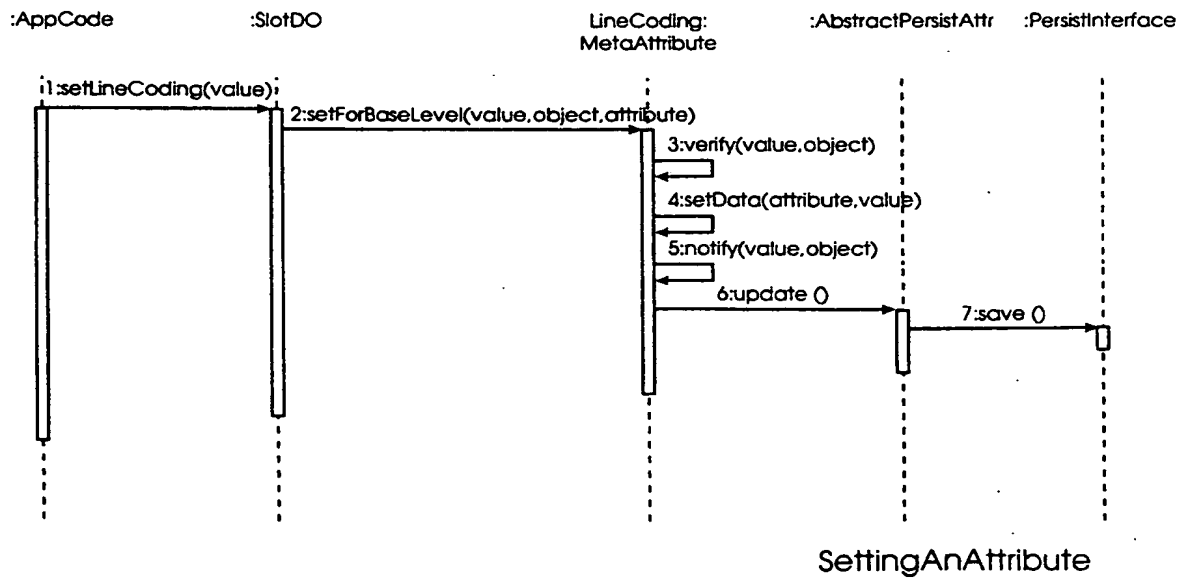 :AppCode
:SlotDO
LineCoding:
MetaAttribute
:AbstractPersistAttr
:PersistInterface
1:setLineCoding(value)
2:setForBaseLevel(value,object,attribute)
3:verify(value,object)
4:setData(attribute,value)
5:notify(value,object)
6:update ()
7:save ()
SettingAnAttribute